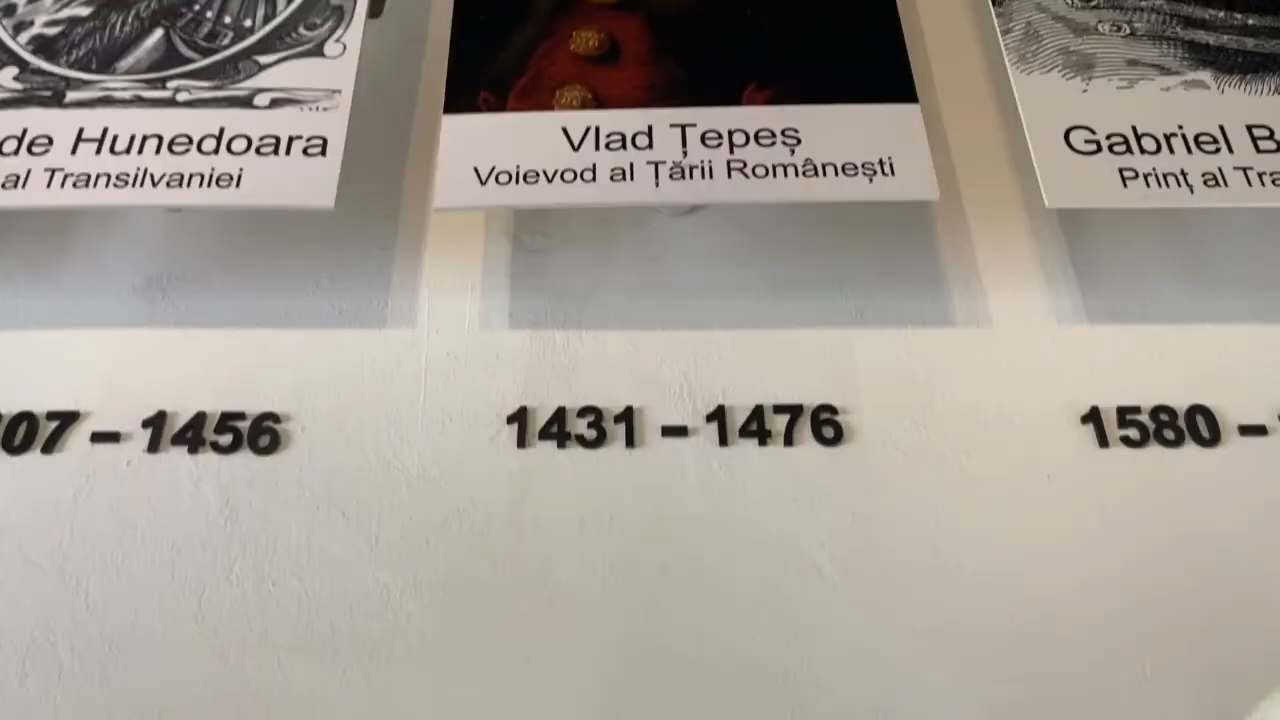 de Hunedoara
al Transilvaniei
Vlad Țepeș
Voievod al Țării Românești
Gabriel
Prinț al
07 – 1456
1431 – 1476
1580 –